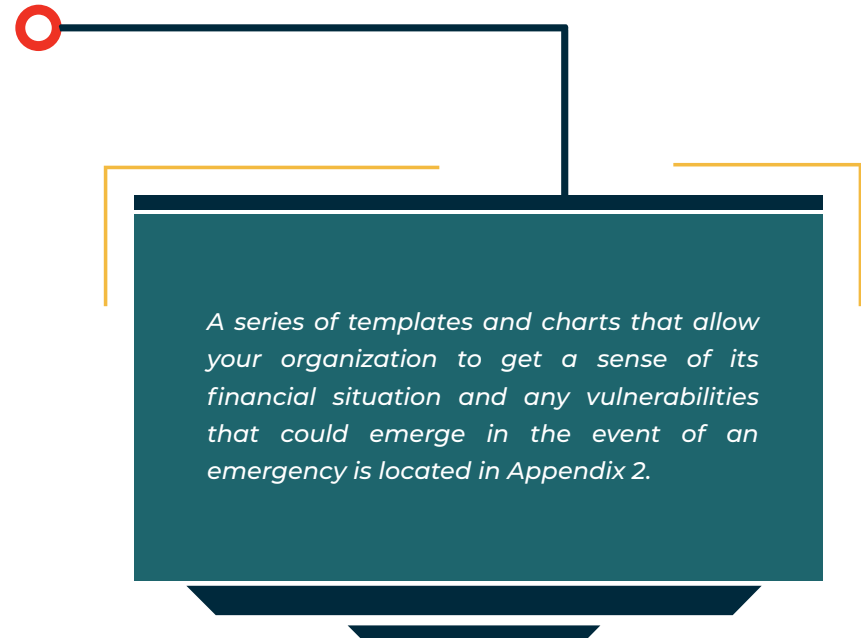 A series of templates and charts that allow
your organization to get a sense of its
financial situation and any vulnerabilities
that could emerge in the event of an
emergency is located in Appendix 2.